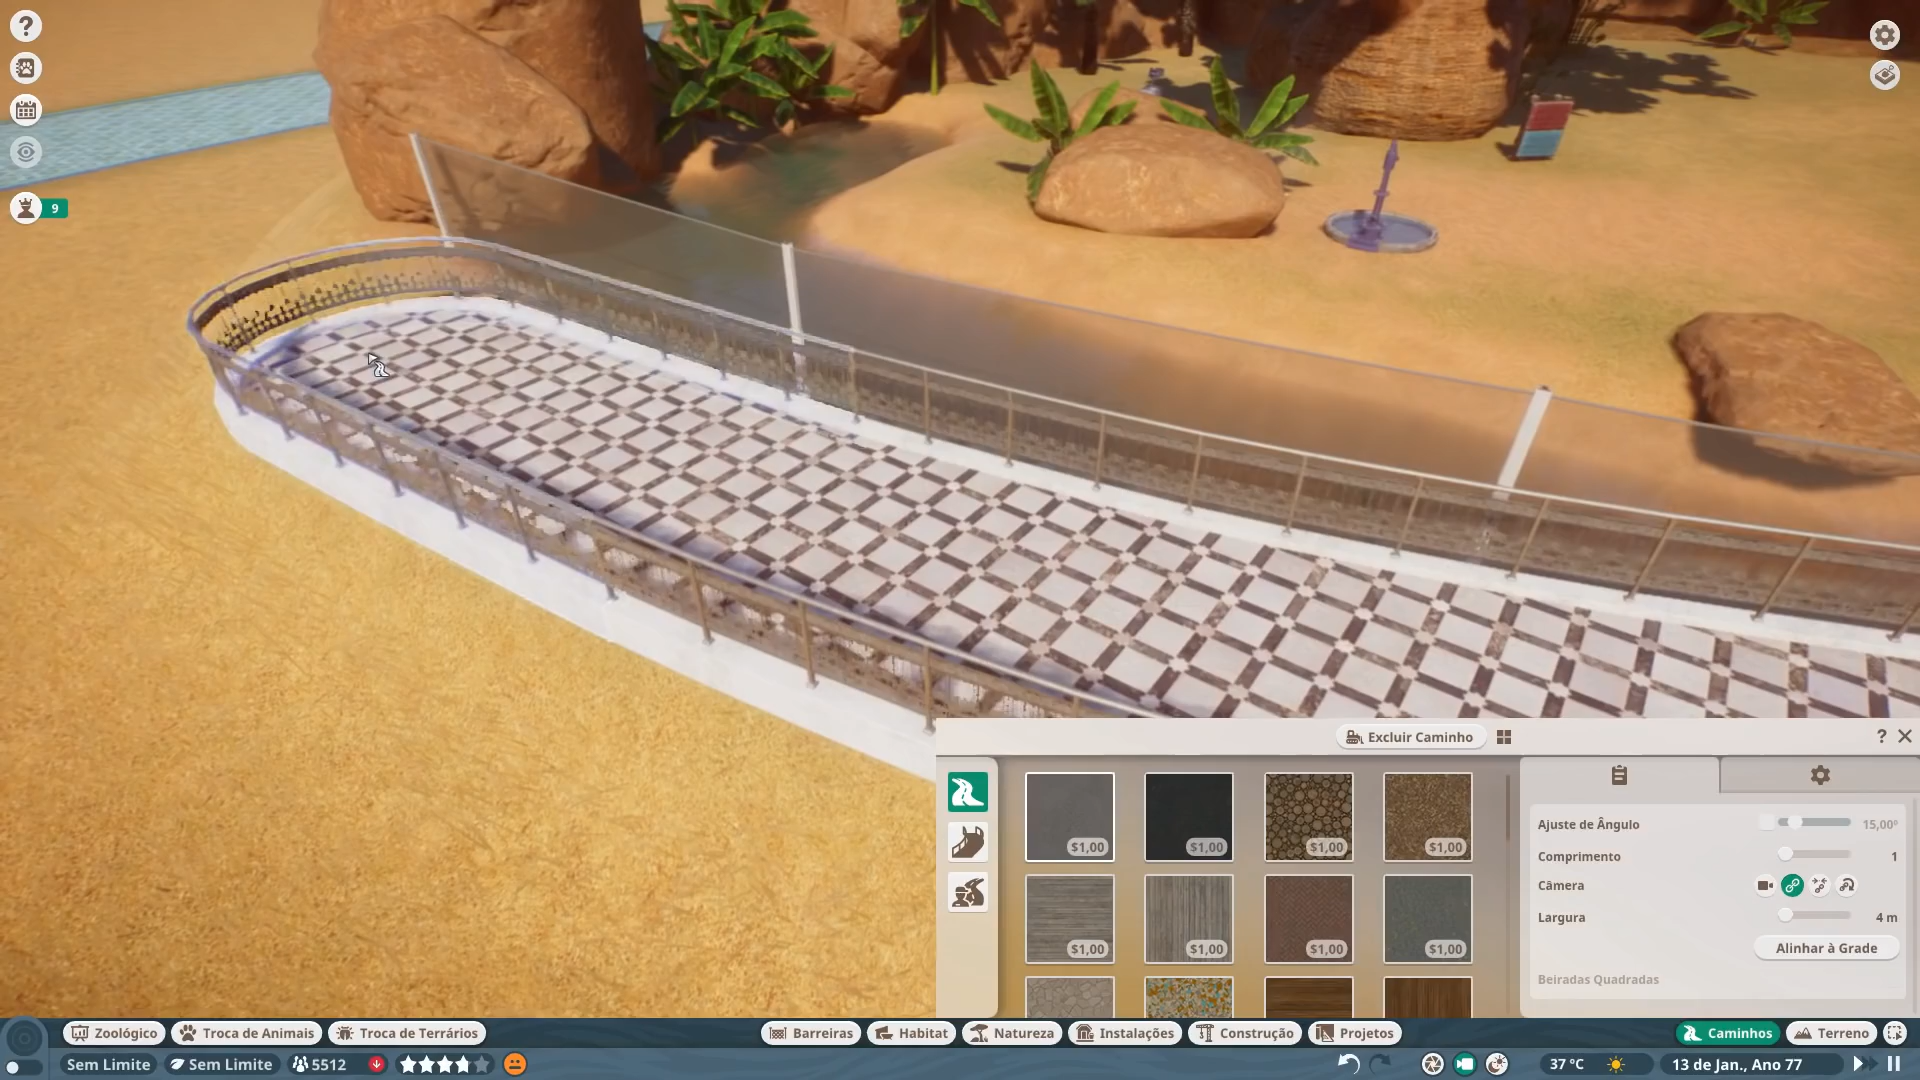 ?
9
Excluir Caminho
?
$1,00
$1,00
$1,00
$1,00
$1,00
$1,00
$1,00
$1,00
Ajuste de Ângulo
15,00°
Comprimento
1
Câmera
Largura
4 m
Alinhar à Grade
Beiradas Quadradas
Zoológico
Troca de Animais
Troca de Terrários
Barreiras
Habitat
Natureza
Instalações
Construção
Projetos
Caminhos
Terreno
Sem Limite
Sem Limite
5512
37 °C
13 de Jan., Ano 77